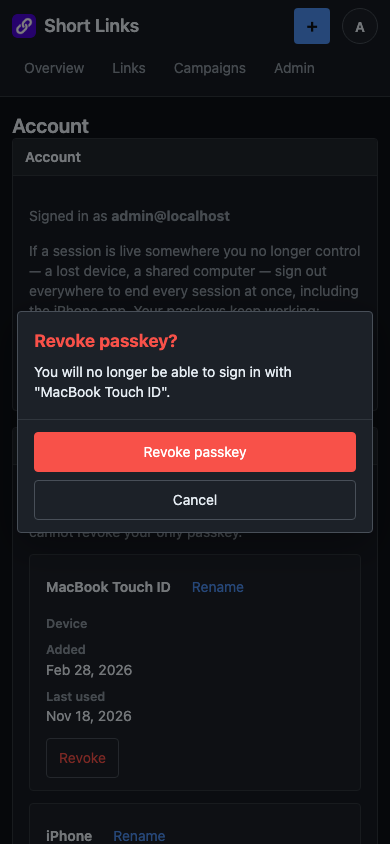 Short Links
+
A
Overview Links Campaigns Admin
Account
Account
Signed in as admin@localhost
If a session is live somewhere you no longer control
— a lost device, a shared computer — sign out
everywhere to end every session at once, including
the iPhone app. Your passkeys keep working;
Revoke passkey?
You will no longer be able to sign in with
"MacBook Touch ID".
Revoke passkey
Cancel
cannot revoke your only passkey.
MacBook Touch ID Rename
Device
Added
Feb 28, 2026
Last used
Nov 18, 2026
Revoke
iPhone Rename